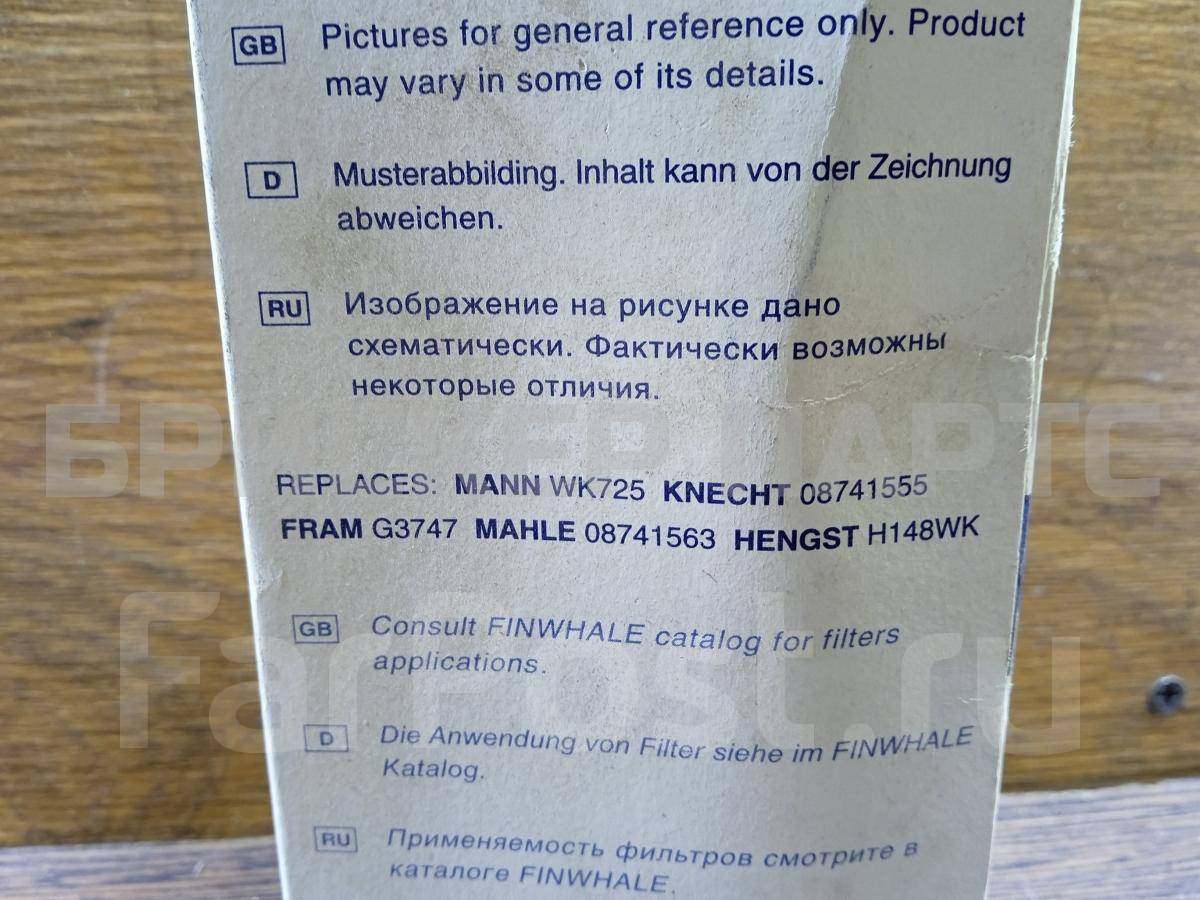 GB Pictures for general reference only. Product
may vary in some of its details.
D Musterabbilding. Inhalt kann von der Zeichnung
abweichen.
RU Изображение на рисунке дано
схематически. Фактически возможны
некоторые отличия.
REPLACES: MANN WK725 KNECHT 08741555
FRAM G3747 MAHLE 08741563 HENGST H148WK
GB Consult FINWHALE catalog for filters
applications.
D Die Anwendung von Filter siehe im FINWHALE
Katalog.
RU Применяемость фильтров смотрите в
каталоге FINWHALE.
FarPost.ru